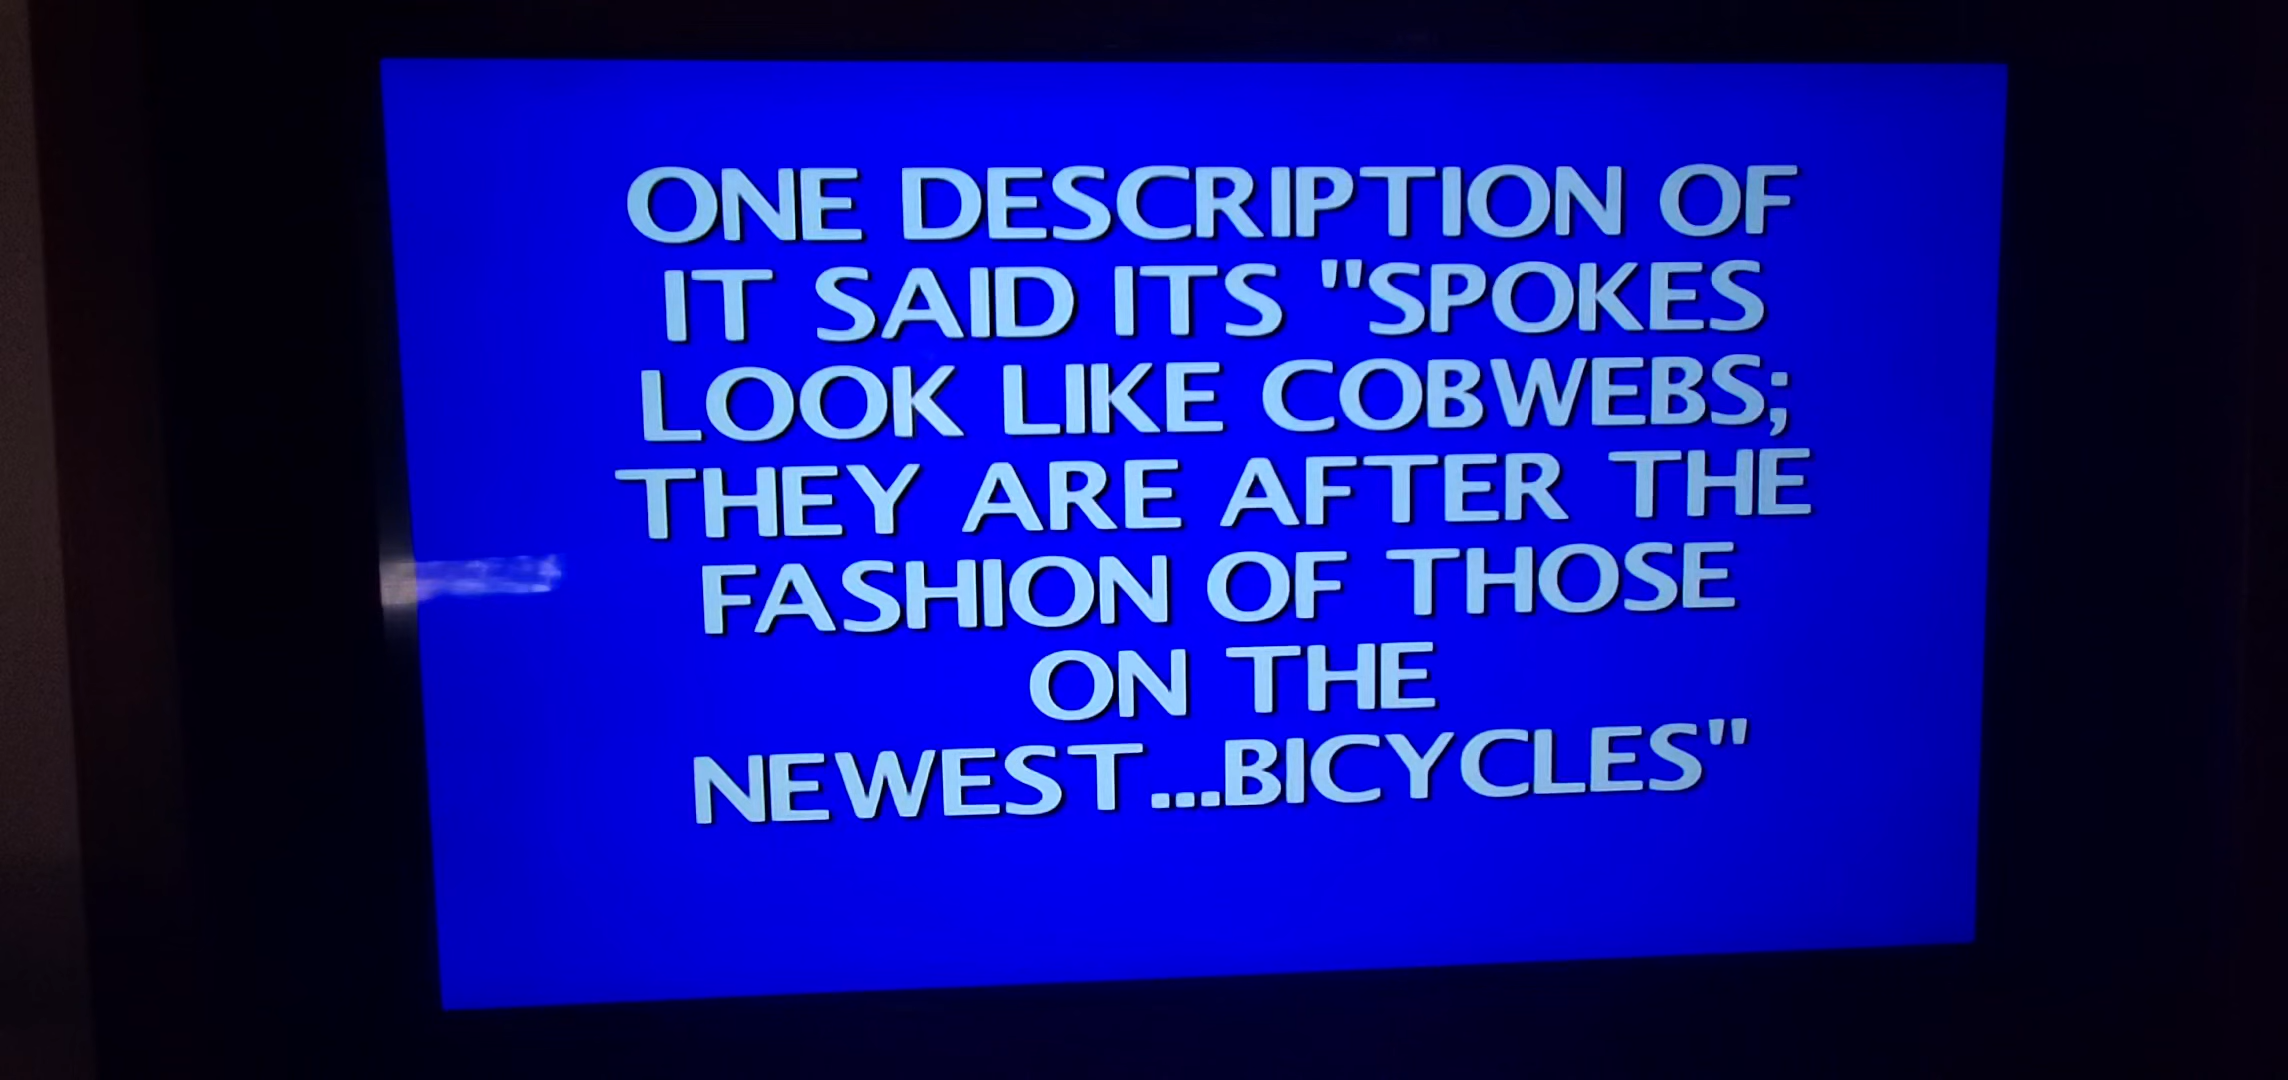 ONE DESCRIPTION OF
IT SAID ITS "SPOKES
LOOK LIKE COBWEBS;
THEY ARE AFTER THE
FASHION OF THOSE
ON THE
NEWEST...BICYCLES"